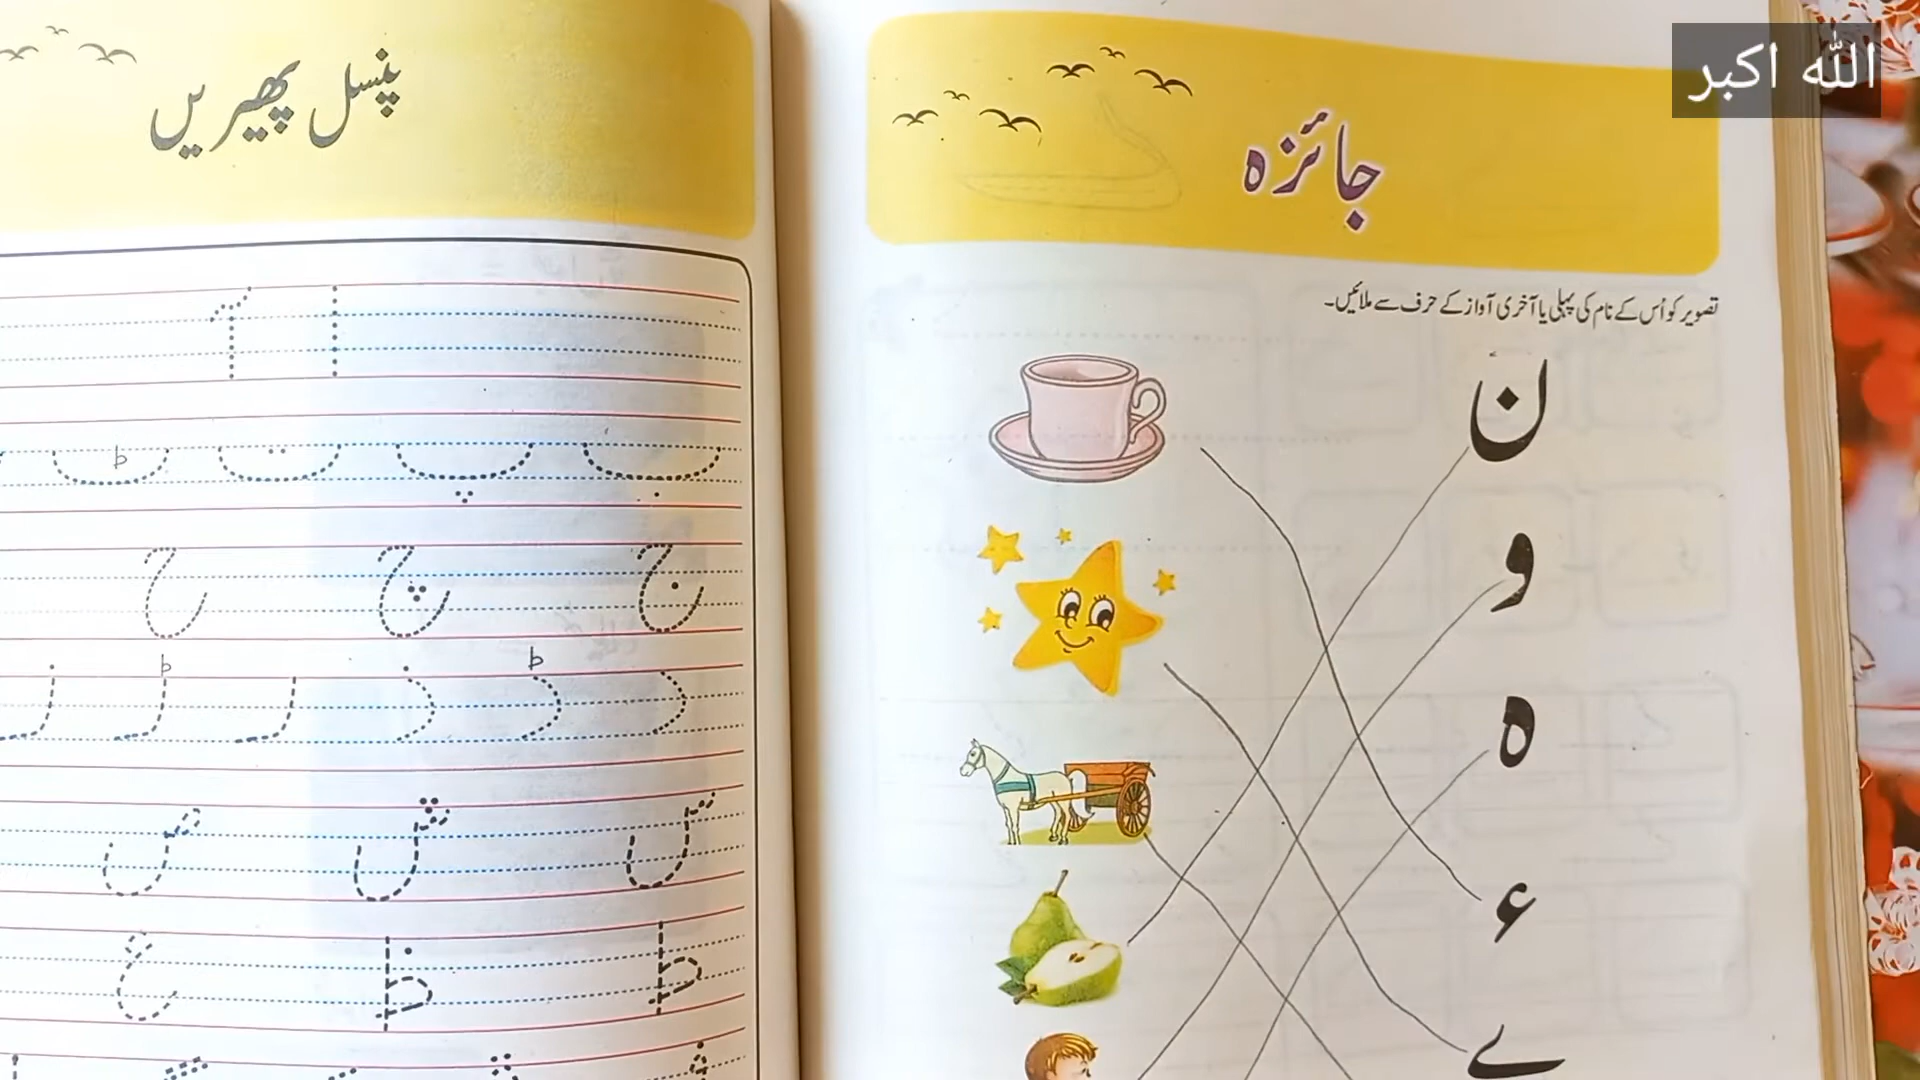 اللہ اکبر
جائزہ
تصویر کو اُس کے نام کی پہلی یا آخری آواز کے حرف سے ملائیں۔
ن
و
ہ
ء
ے
پنسل پھیریں
ا آ
ب پ ت ٹ
ج چ ح
د ڈ ذ ر ڑ ز
س ش ص
ط ظ ع